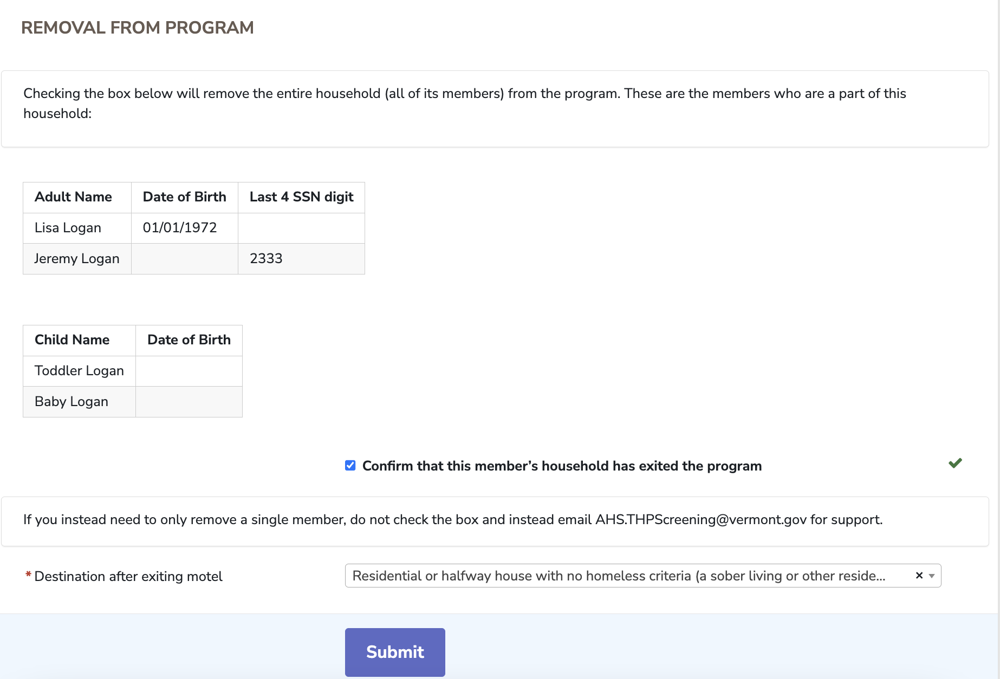 REMOVAL FROM PROGRAM
Checking the box below will remove the entire household (all of its members) from the program. These are the members who are a part of this
household:
Adult Name Date of Birth Last 4 SSN digit
Lisa Logan 01/01/1972
Jeremy Logan 2333
Child Name Date of Birth
Toddler Logan
Baby Logan
Confirm that this member’s household has exited the program
If you instead need to only remove a single member, do not check the box and instead email AHS.THPScreening@vermont.gov for support.
* Destination after exiting motel Residential or halfway house with no homeless criteria (a sober living or other reside...
Submit